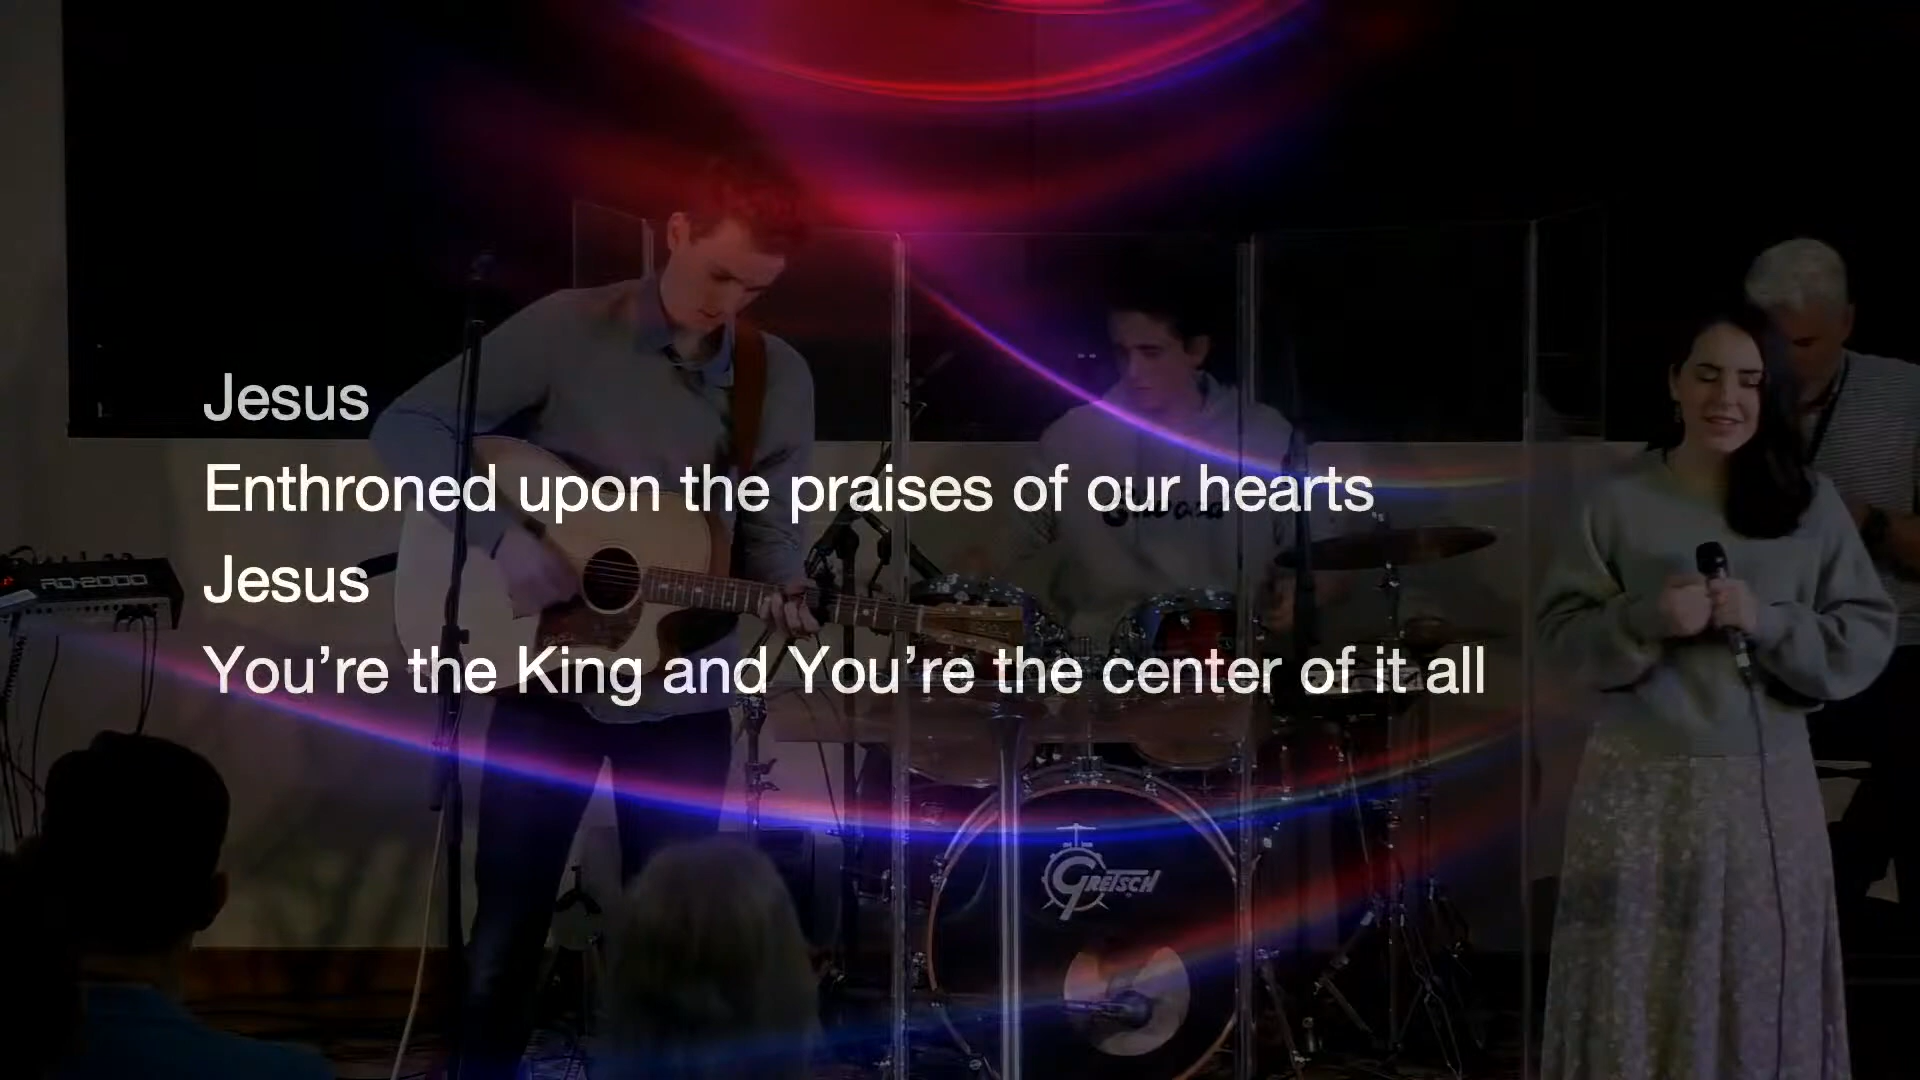 Jesus
Enthroned upon the praises of our hearts
Jesus
You’re the King and You’re the center of it all
RD-2000
GRETSCH